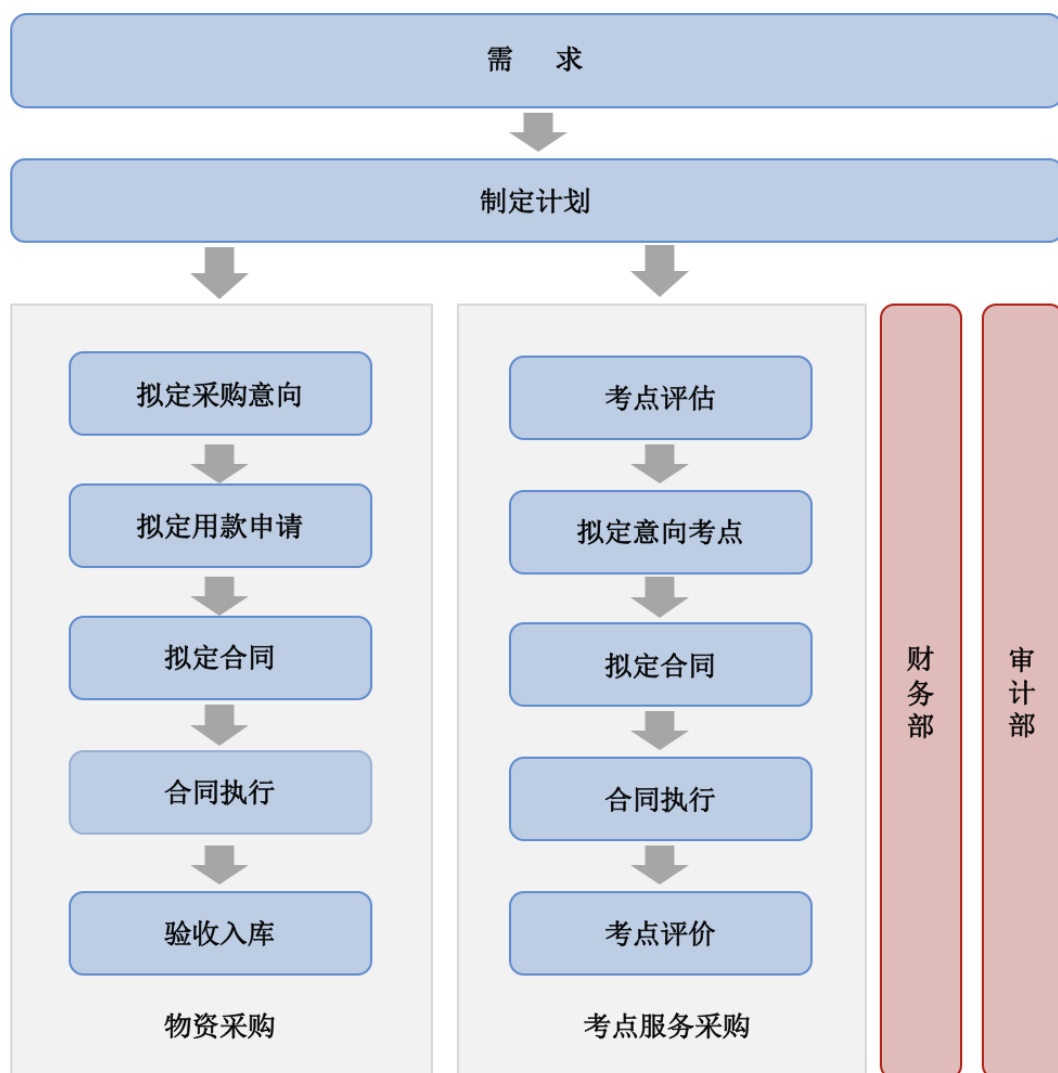 需 求
制定计划
拟定采购意向
拟定用款申请
拟定合同
合同执行
验收入库
物资采购
考点评估
拟定意向考点
拟定合同
合同执行
考点评价
考点服务采购
财务部
审计部